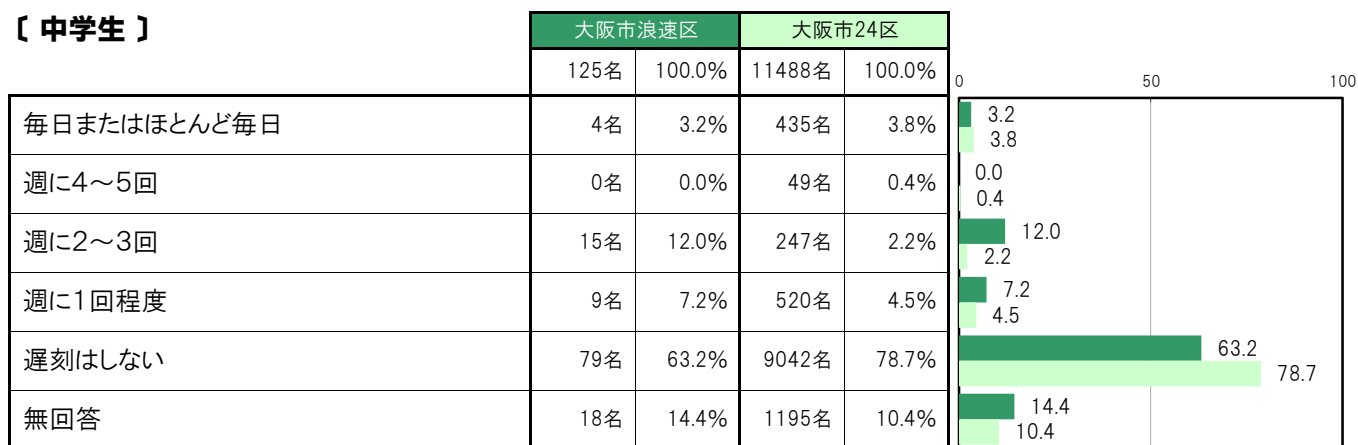 〔 中学生 〕
大阪市浪速区 大阪市24区
125名 100.0% 11488名 100.0%
0 50 100
毎日またはほとんど毎日 4名 3.2% 435名 3.8%
3.2
3.8
週に4～5回 0名 0.0% 49名 0.4%
0.0
0.4
週に2～3回 15名 12.0% 247名 2.2%
12.0
2.2
週に1回程度 9名 7.2% 520名 4.5%
7.2
4.5
遅刻はしない 79名 63.2% 9042名 78.7%
63.2
78.7
無回答 18名 14.4% 1195名 10.4%
14.4
10.4